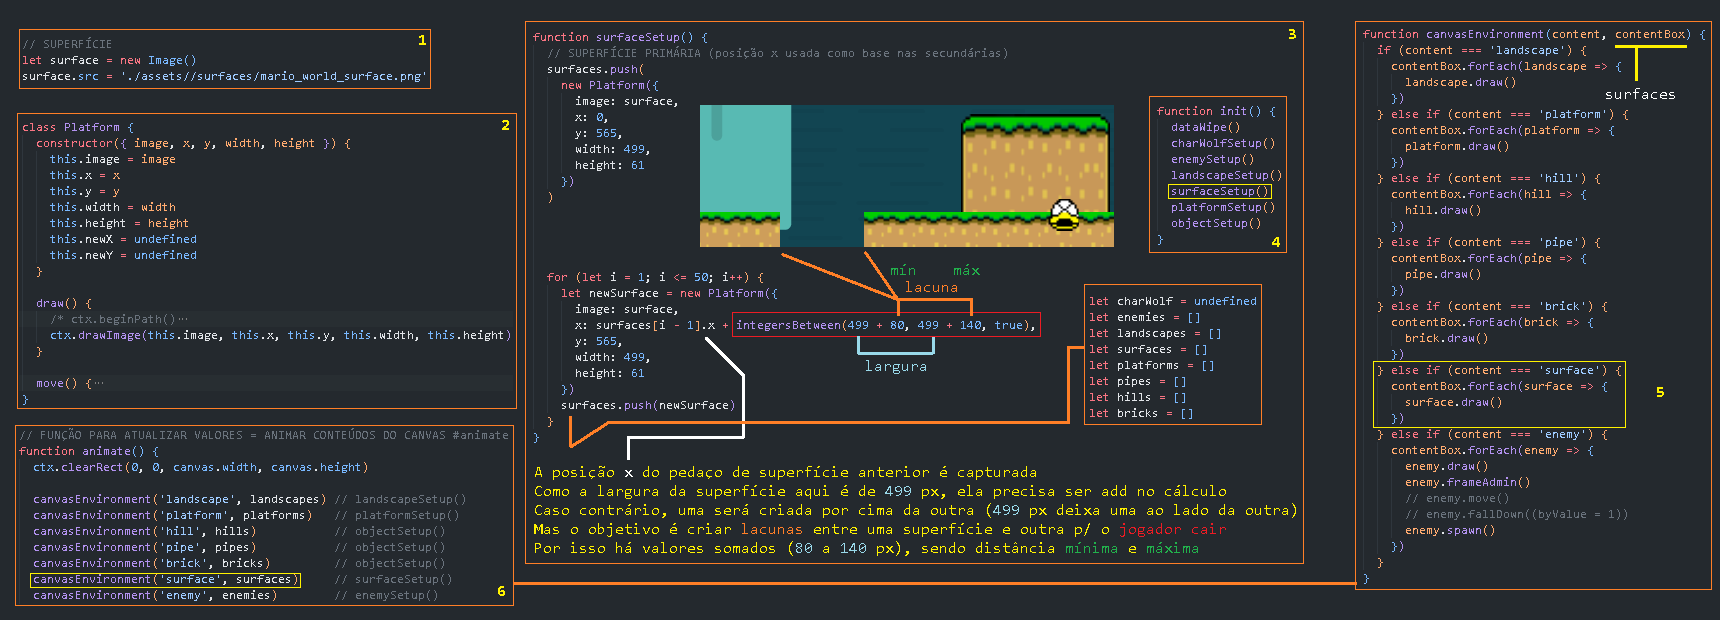 1
// SUPERFÍCIE
let surface = new Image()
surface.src = './assets//surfaces/mario_world_surface.png'
2
class Platform {
constructor({ image, x, y, width, height }) {
this.image = image
this.x = x
this.y = y
this.width = width
this.height = height
this.newX = undefined
this.newY = undefined
}
draw() {
/* ctx.beginPath()…
ctx.drawImage(this.image, this.x, this.y, this.width, this.height)
}
move() {…
}
// FUNÇÃO PARA ATUALIZAR VALORES = ANIMAR CONTEÚDOS DO CANVAS #animate
function animate() {
ctx.clearRect(0, 0, canvas.width, canvas.height)
canvasEnvironment('landscape', landscapes) // landscapeSetup()
canvasEnvironment('platform', platforms) // platformSetup()
canvasEnvironment('hill', hills) // objectSetup()
canvasEnvironment('pipe', pipes) // objectSetup()
canvasEnvironment('brick', bricks) // objectSetup()
canvasEnvironment('surface', surfaces) // surfaceSetup()
canvasEnvironment('enemy', enemies) // enemySetup()
6
3
function surfaceSetup() {
// SUPERFÍCIE PRIMÁRIA (posição x usada como base nas secundárias)
surfaces.push(
new Platform({
image: surface,
x: 0,
y: 565,
width: 499,
height: 61
})
)
for (let i = 1; i <= 50; i++) {
let newSurface = new Platform({
image: surface,
x: surfaces[i - 1].x + integersBetween(499 + 80, 499 + 140, true),
y: 565,
width: 499,
height: 61
})
surfaces.push(newSurface)
}
}
mín máx
lacuna
largura
A posição x do pedaço de superfície anterior é capturada
Como a largura da superfície aqui é de 499 px, ela precisa ser add no cálculo
Caso contrário, uma será criada por cima da outra (499 px deixa uma ao lado da outra)
Mas o objetivo é criar lacunas entre uma superfície e outra p/ o jogador cair
Por isso há valores somados (80 a 140 px), sendo distância mínima e máxima
function init() {
dataWipe()
charWolfSetup()
enemySetup()
landscapeSetup()
surfaceSetup()
platformSetup()
objectSetup()
}
4
let charWolf = undefined
let enemies = []
let landscapes = []
let surfaces = []
let platforms = []
let pipes = []
let hills = []
let bricks = []
function canvasEnvironment(content, contentBox) {
if (content === 'landscape') {
contentBox.forEach(landscape => {
landscape.draw()
})
surfaces
} else if (content === 'platform') {
contentBox.forEach(platform => {
platform.draw()
})
} else if (content === 'hill') {
contentBox.forEach(hill => {
hill.draw()
})
} else if (content === 'pipe') {
contentBox.forEach(pipe => {
pipe.draw()
})
} else if (content === 'brick') {
contentBox.forEach(brick => {
brick.draw()
})
} else if (content === 'surface') {
contentBox.forEach(surface => {
surface.draw()
})
5
} else if (content === 'enemy') {
contentBox.forEach(enemy => {
enemy.draw()
enemy.frameAdmin()
// enemy.move()
// enemy.fallDown((byValue = 1))
enemy.spawn()
})
}
}